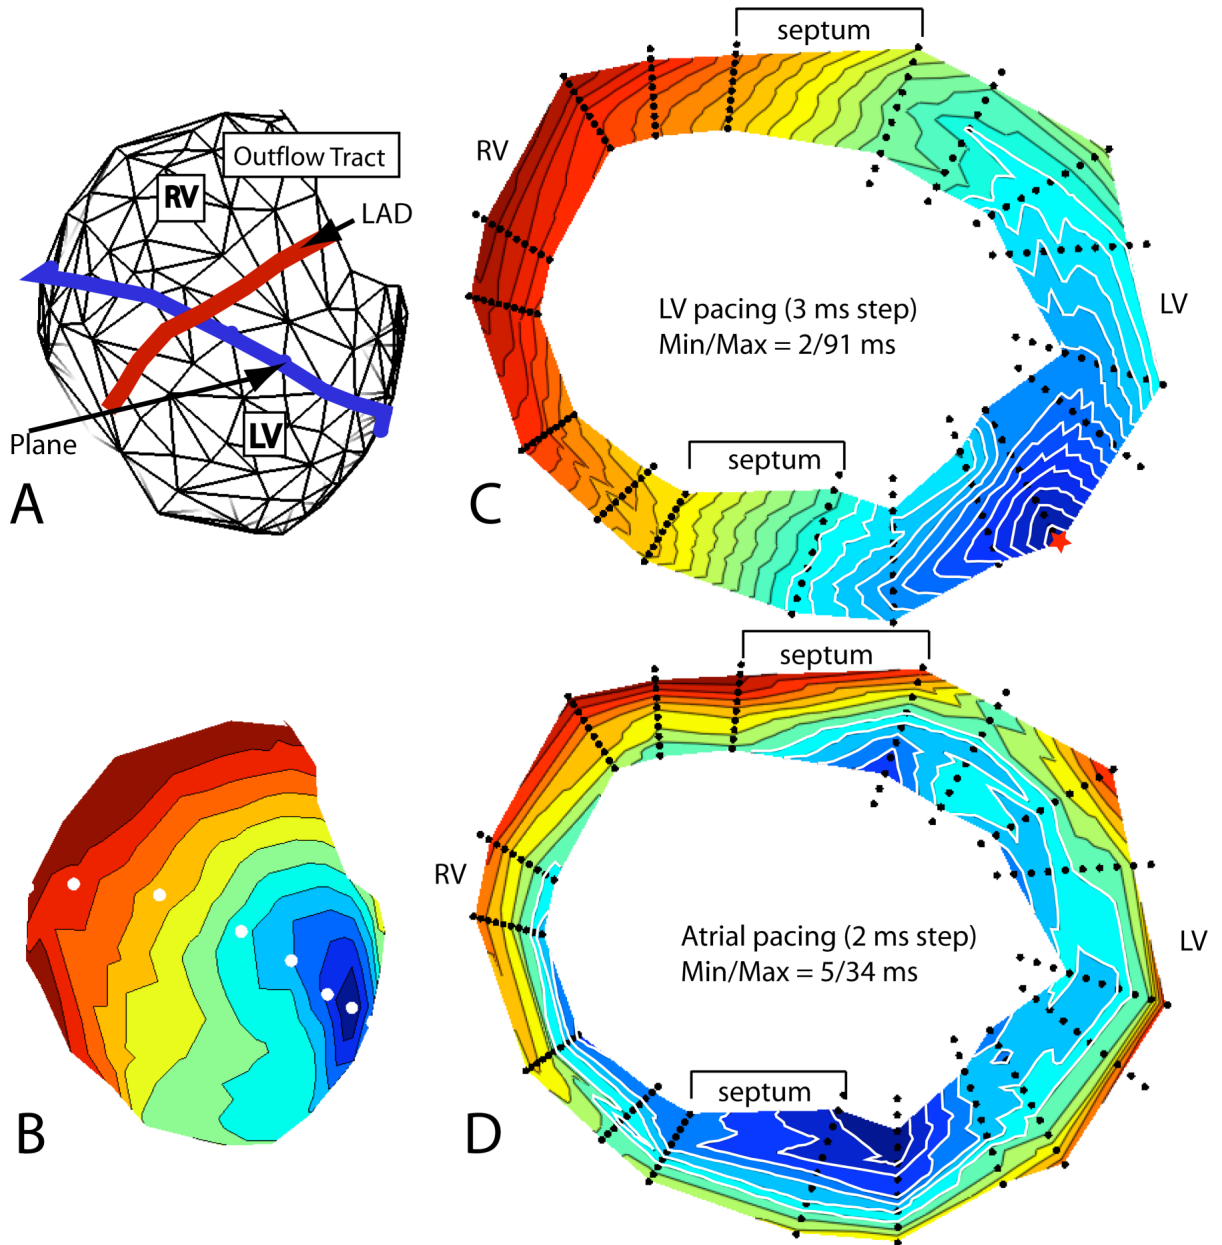 Outflow Tract
RV
LAD
Plane
LV
A
septum
RV
LV pacing (3 ms step)
Min/Max = 2/91 ms
LV
septum
C
B
septum
RV
Atrial pacing (2 ms step)
Min/Max = 5/34 ms
LV
septum
D